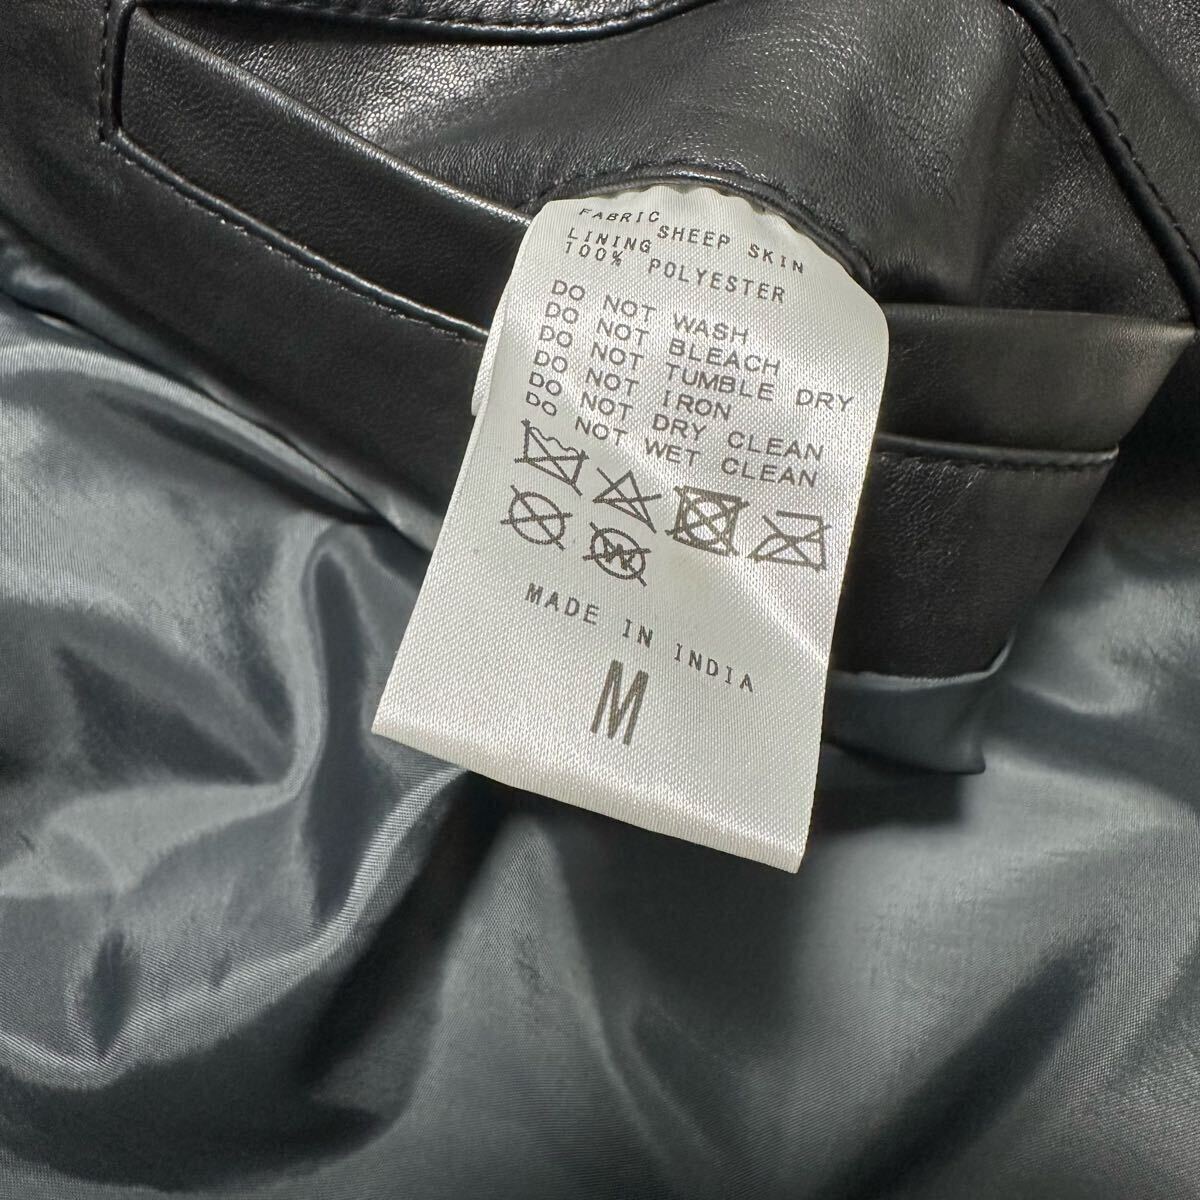 FABRIC
SHEEP SKIN
LINING
100% POLYESTER
DO NOT WASH
DO NOT BLEACH
DO NOT TUMBLE DRY
DO NOT IRON
DO NOT DRY CLEAN
DO NOT WET CLEAN
W
MADE IN INDIA
M